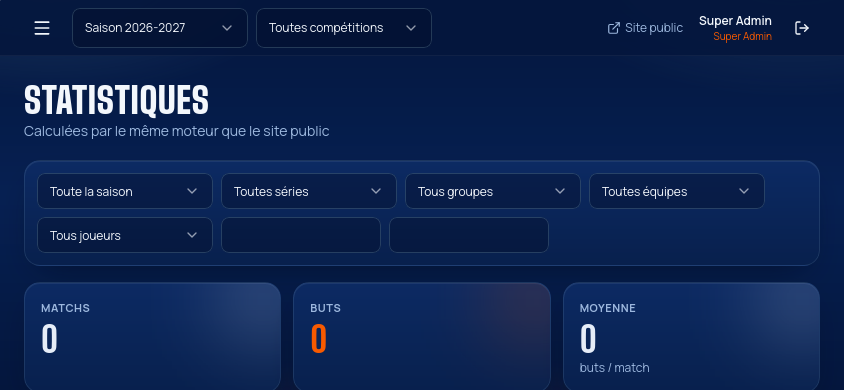 Saison 2026-2027
Toutes compétitions
Site public
Super Admin
Super Admin
STATISTIQUES
Calculées par le même moteur que le site public
Toute la saison
Toutes séries
Tous groupes
Toutes équipes
Tous joueurs
MATCHS
0
BUTS
0
MOYENNE
0
buts / match